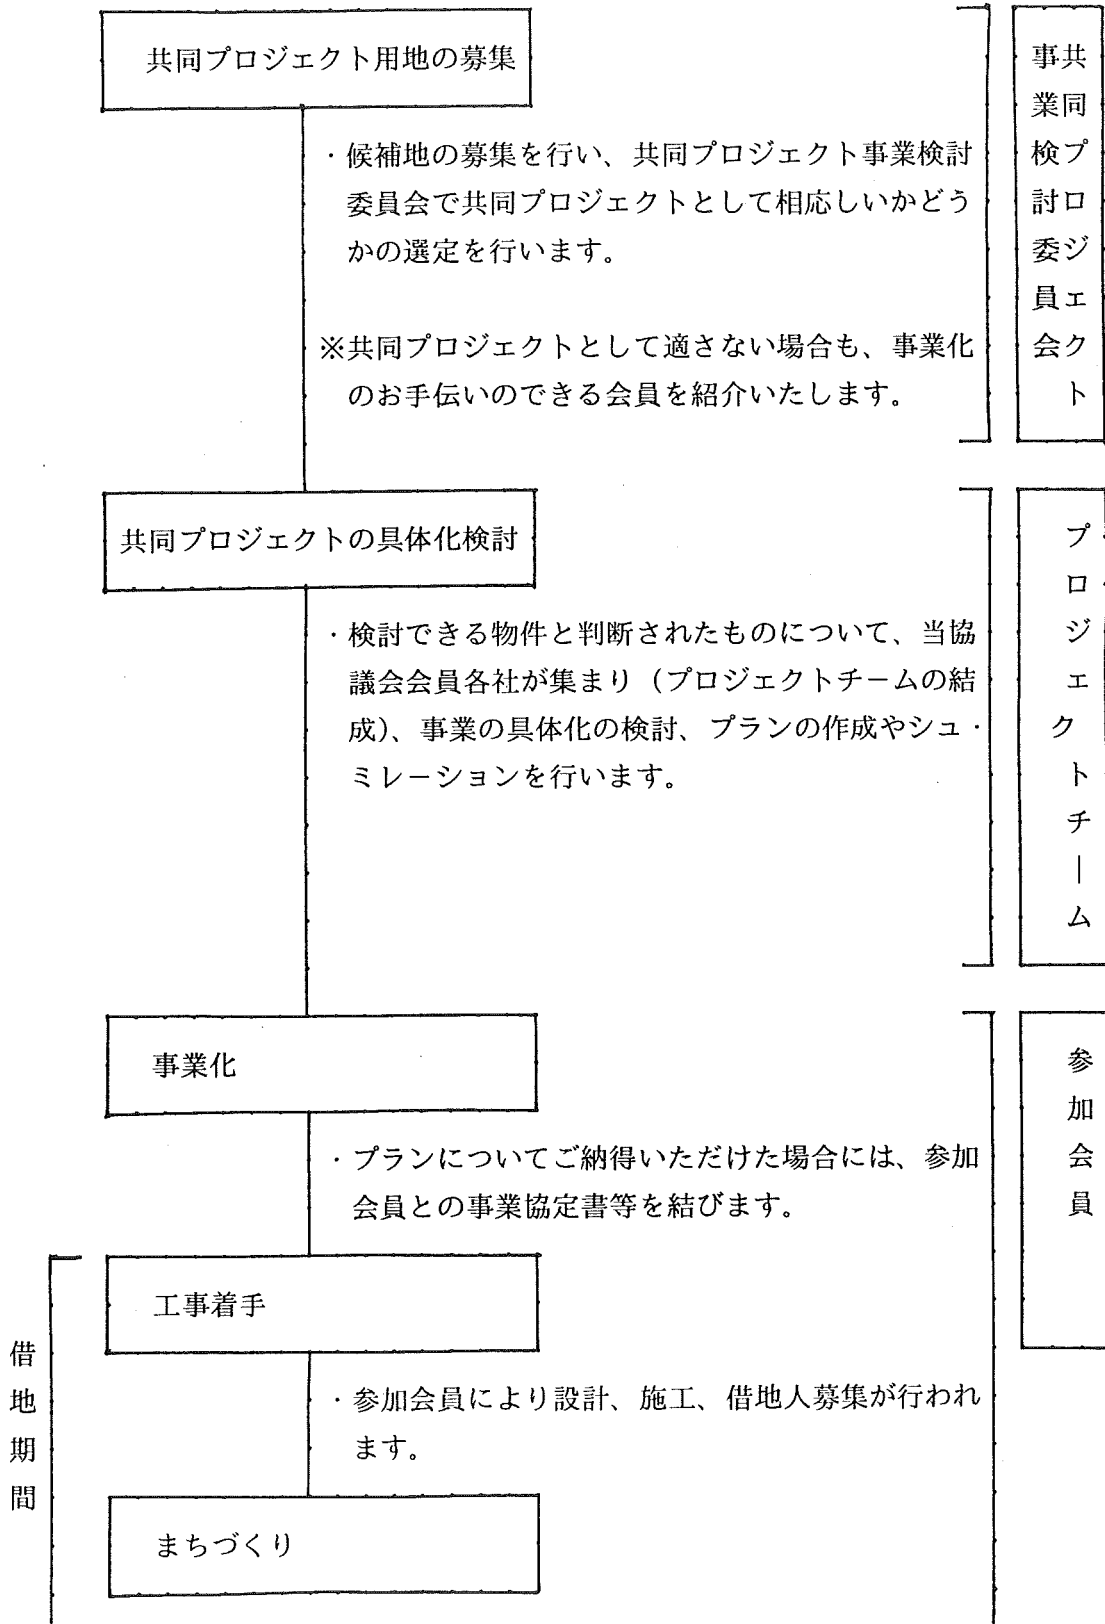 共同プロジェクト用地の募集
・候補地の募集を行い、共同プロジェクト事業検討
委員会で共同プロジェクトとして相応しいかどう
かの選定を行います。
※共同プロジェクトとして適さない場合も、事業化
のお手伝いのできる会員を紹介いたします。
共同プロジェクト
事業検討委員会
共同プロジェクトの具体化検討
・検討できる物件と判断されたものについて、当協
議会会員各社が集まり（プロジェクトチームの結
成）、事業の具体化の検討、プランの作成やシュ・
ミレーションを行います。
プロジェクトチーム
事業化
・プランについてご納得いただけた場合には、参加
会員との事業協定書等を結びます。
参加会員
工事着手
・参加会員により設計、施工、借地人募集が行われ
ます。
借地期間
まちづくり